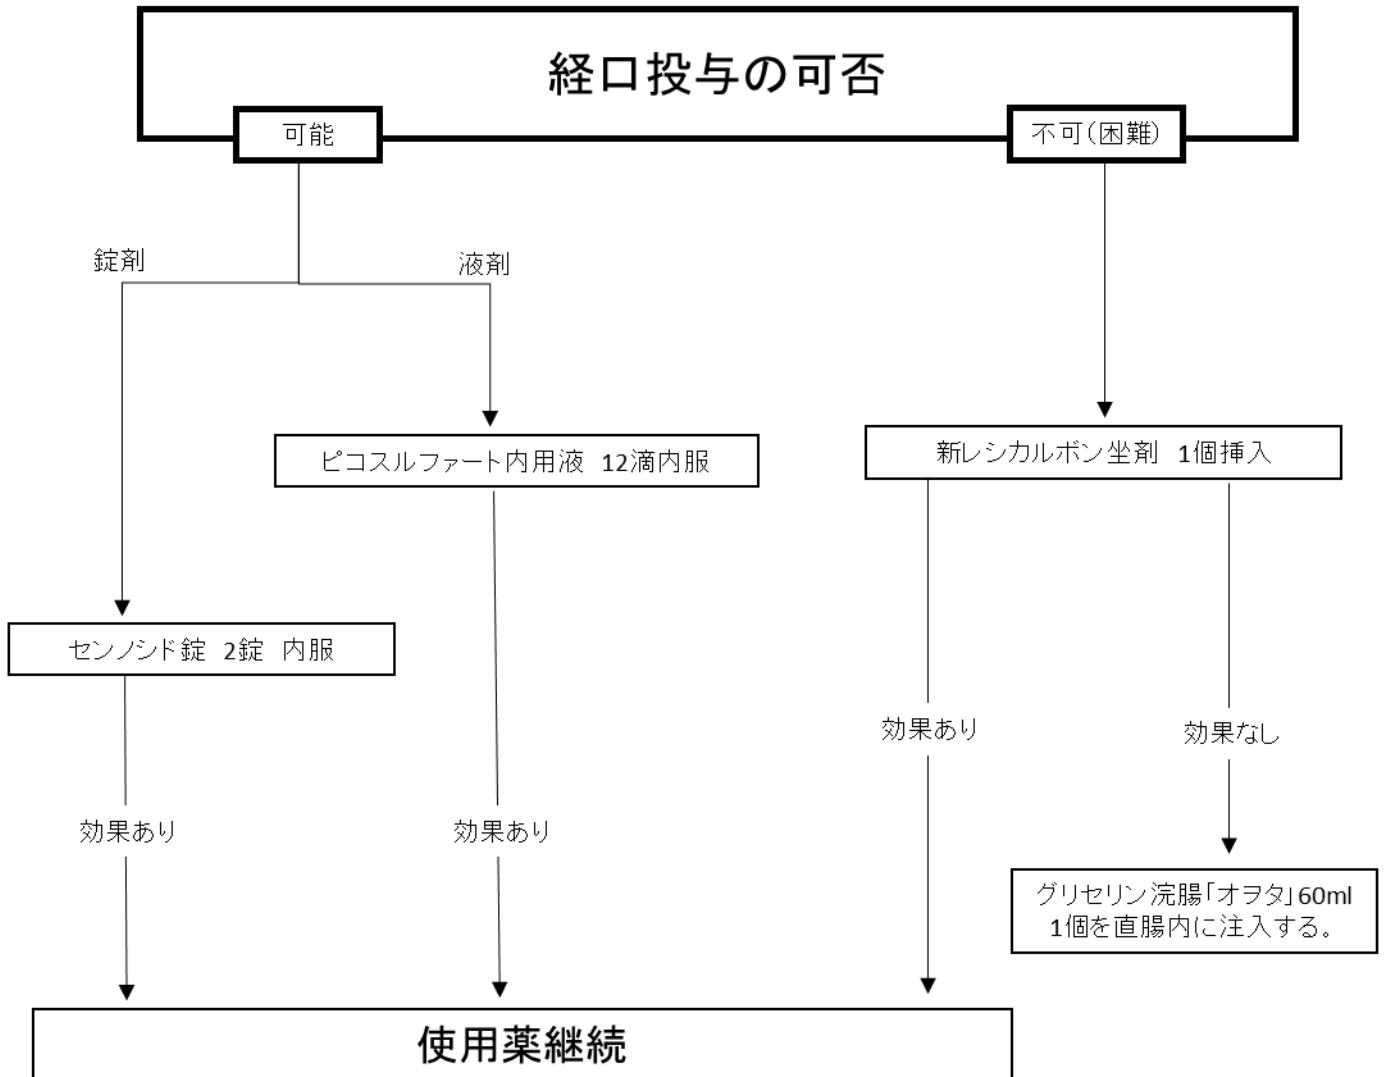 経口投与の可否
可能
不可(困難)
錠剤
液剤
ピコスルファート内用液 12滴内服
新レシカルボン坐剤 1個挿入
センノシド錠 2錠 内服
効果あり
効果なし
効果あり
効果あり
グリセリン浣腸「オヲタ」60ml
1個を直腸内に注入する。
使用薬継続